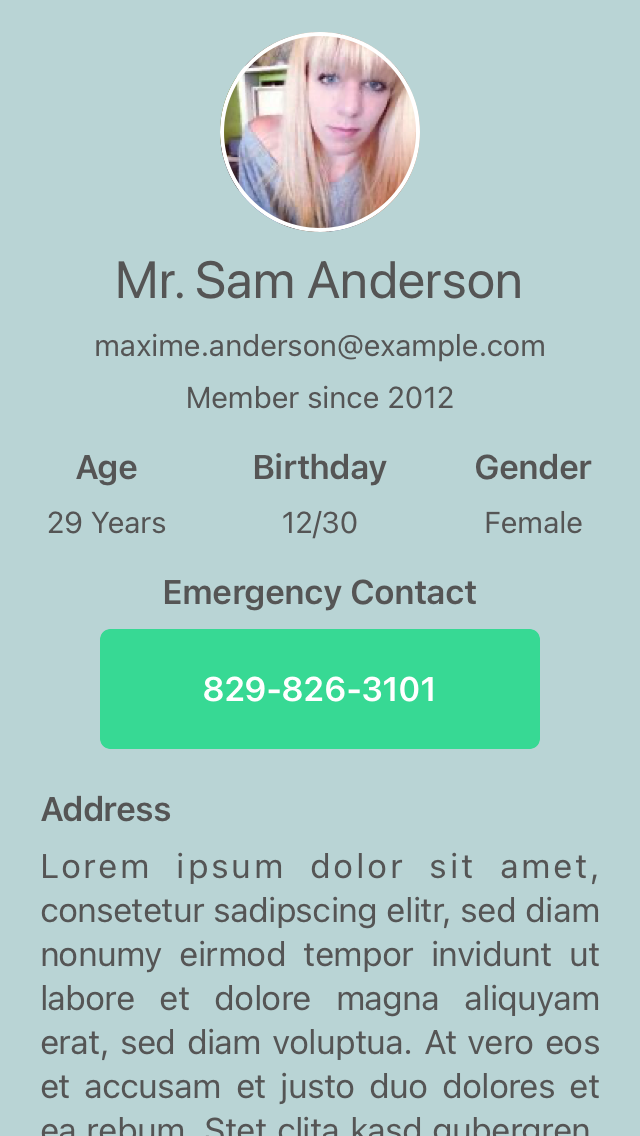 Mr. Sam Anderson
maxime.anderson@example.com
Member since 2012
Age Birthday Gender
29 Years 12/30 Female
Emergency Contact
829-826-3101
Address
Lorem ipsum dolor sit amet,
consetetur sadipscing elitr, sed diam
nonumy eirmod tempor invidunt ut
labore et dolore magna aliquyam
erat, sed diam voluptua. At vero eos
et accusam et justo duo dolores et
ea rebum. Stet clita kasd gubergren,